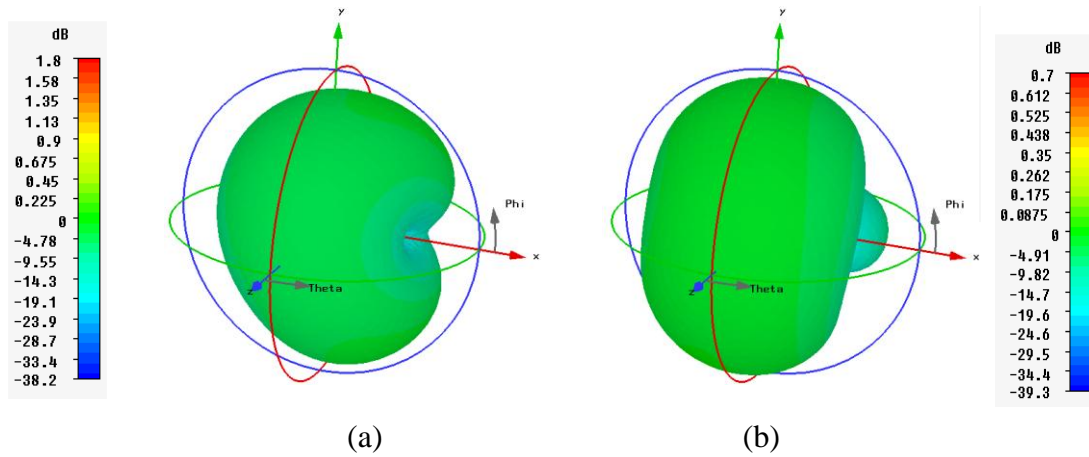 dB
1.8
1.58
1.35
1.13
0.9
0.675
0.45
0.225
0
-4.78
-9.55
-14.3
-19.1
-23.9
-28.7
-33.4
-38.2
y
Phi
x
z
Theta
y
Phi
x
z
Theta
dB
0.7
0.612
0.525
0.438
0.35
0.262
0.175
0.0875
0
-4.91
-9.82
-14.7
-19.6
-24.6
-29.5
-34.4
-39.3
(a)
(b)